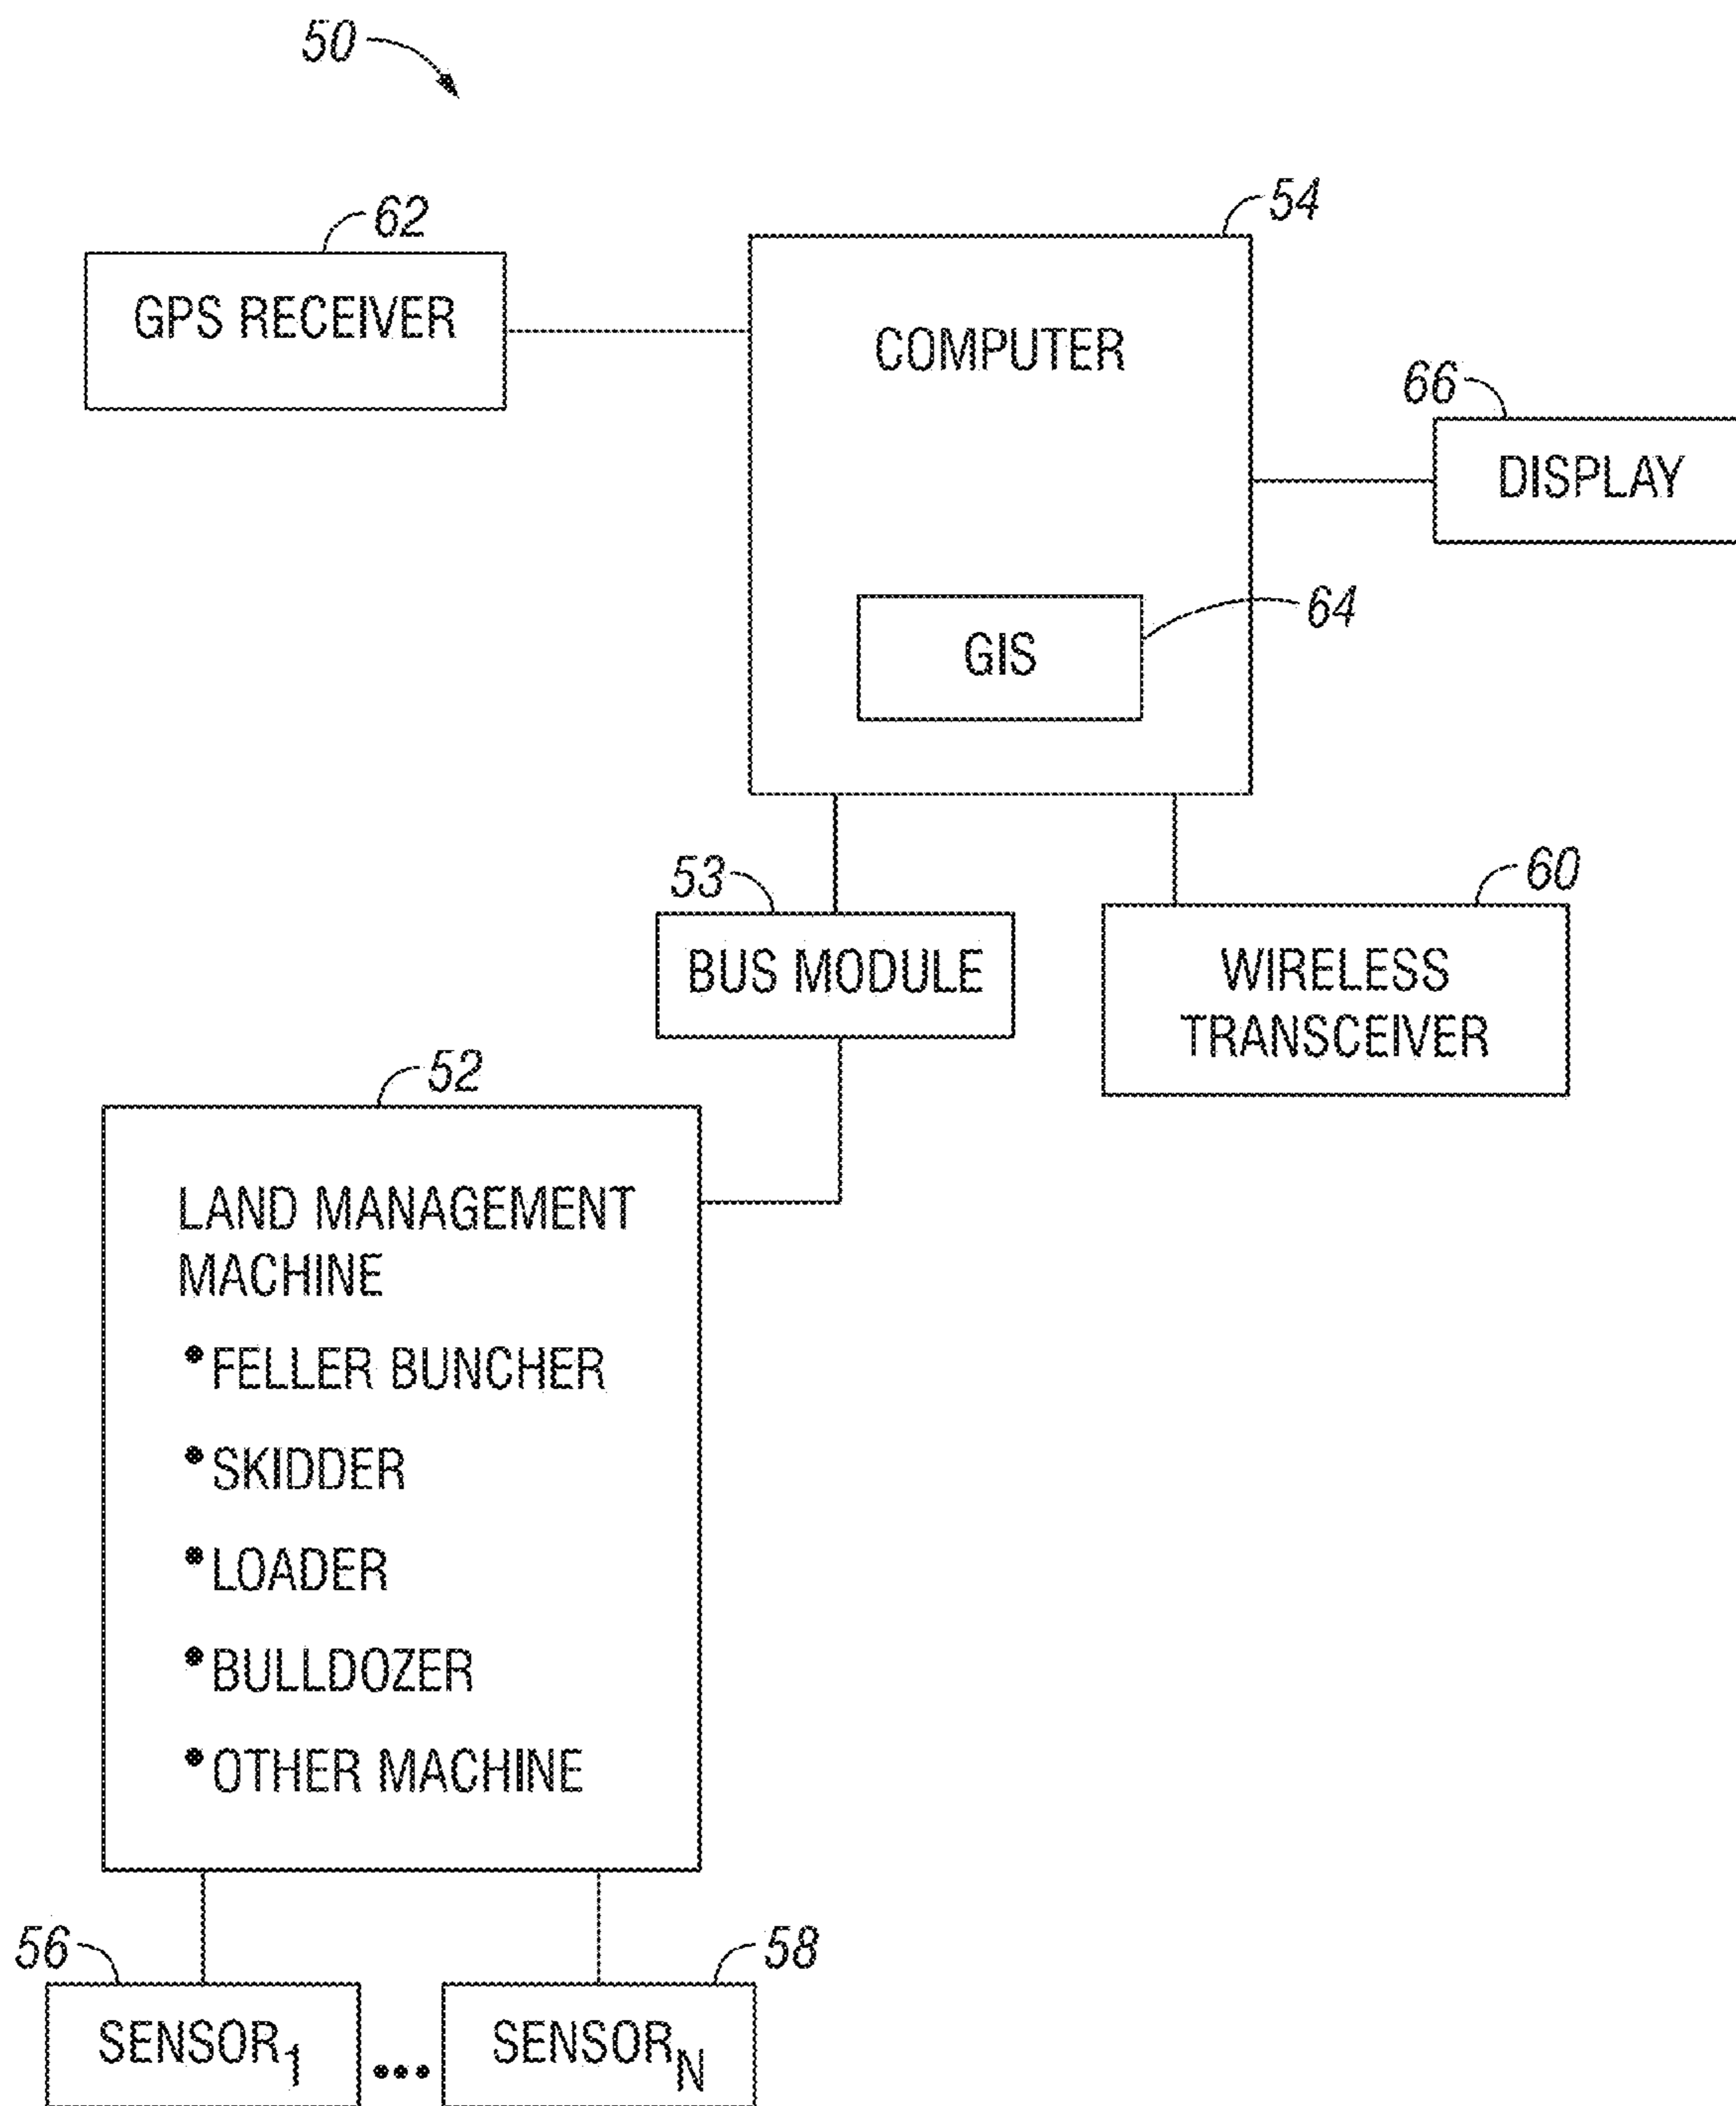 50
62
54
GPS RECEIVER
COMPUTER
66
DISPLAY
64
GIS
53
60
BUS MODULE
WIRELESS
TRANSCEIVER
52
LAND MANAGEMENT
MACHINE
•FELLER BUNCHER
•SKIDDER
•LOADER
•BULLDOZER
•OTHER MACHINE
56
58
SENSOR1
•••
SENSORN